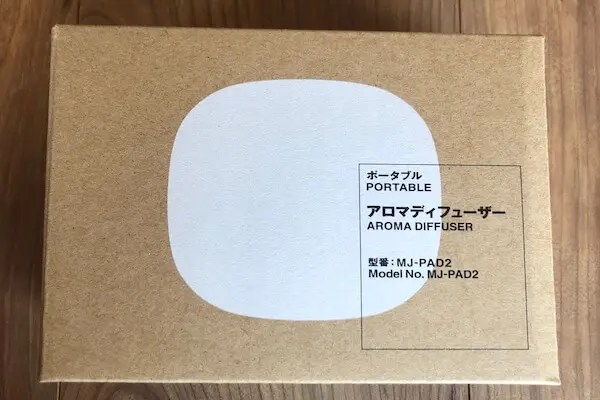 ポータブル
PORTABLE
アロマディフューザー
AROMA DIFFUSER
型番：MJ-PAD2
Model No. MJ-PAD2